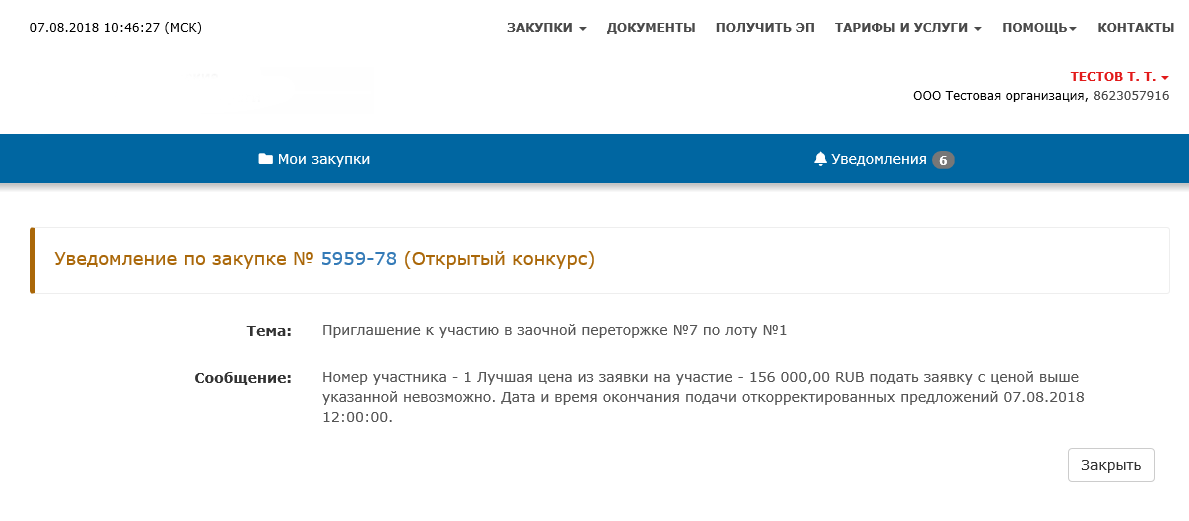 07.08.2018 10:46:27 (МСК)
ЗАКУПКИ ДОКУМЕНТЫ ПОЛУЧИТЬ ЭП ТАРИФЫ И УСЛУГИ ПОМОЩЬ КОНТАКТЫ
ТЕСТОВ Т. Т.
ООО Тестовая организация, 8623057916
Мои закупки
Уведомления 6
Уведомление по закупке № 5959-78 (Открытый конкурс)
Тема: Приглашение к участию в заочной переторжке №7 по лоту №1
Сообщение: Номер участника - 1 Лучшая цена из заявки на участие - 156 000,00 RUB подать заявку с ценой выше
указанной невозможно. Дата и время окончания подачи откорректированных предложений 07.08.2018
12:00:00.
Закрыть